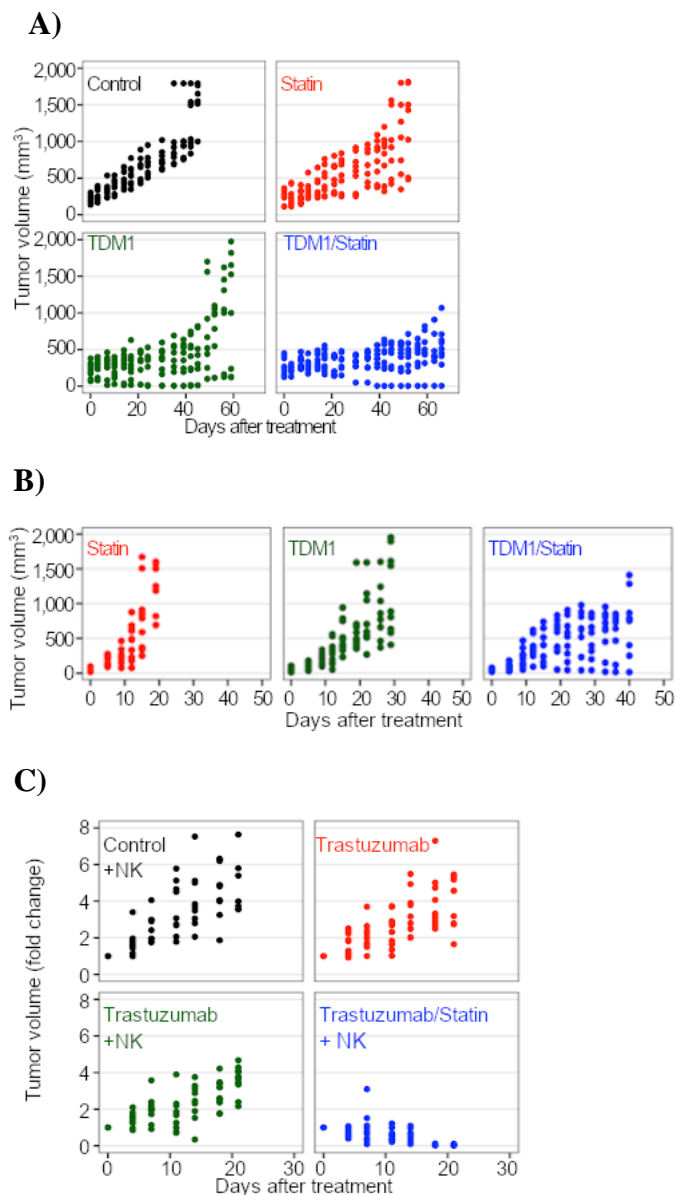 A)
Tumor volume (mm³)
2,000
1,500
1,000
500
0
Control
Statin
2,000
1,500
1,000
500
0
TDM1
TDM1/Statin
0 20 40 60 0 20 40 60
Days after treatment
B)
Tumor volume (mm³)
2,000
1,500
1,000
500
0
Statin
TDM1
TDM1/Statin
0 10 20 30 40 50 0 10 20 30 40 50 0 10 20 30 40 50
Days after treatment
C)
Tumor volume (fold change)
8
6
4
2
0
Control
+NK
Trastuzumab
8
6
4
2
0
Trastuzumab
+NK
Trastuzumab/Statin
+ NK
0 10 20 30 0 10 20 30
Days after treatment